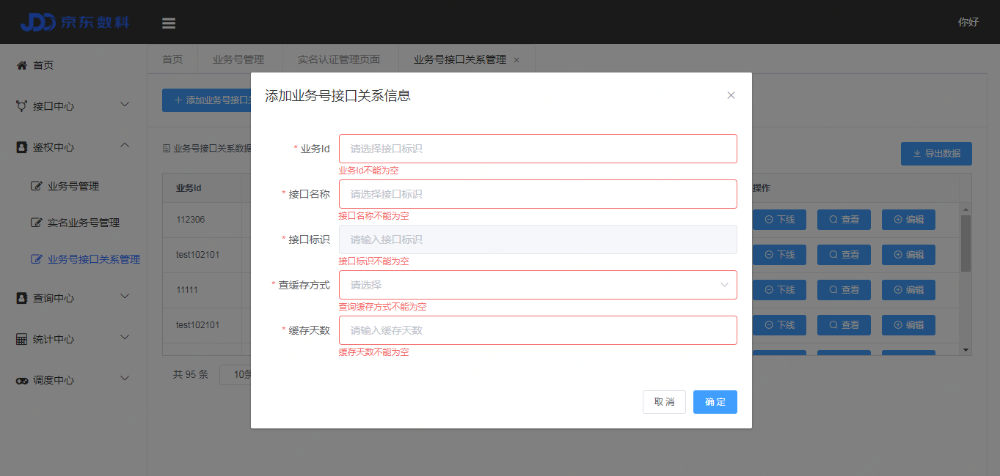 JDD 京东数科
你好
首页
接口中心
鉴权中心
业务号管理
实名业务号管理
业务号接口关系管理
查询中心
统计中心
调度中心
首页 业务号管理 实名认证管理页面 业务号接口关系管理 ×
+ 添加业务号接口关
业务号接口关系数据
导出数据
业务Id 操作
112306 下线 查看 编辑
test102101 下线 查看 编辑
11111 下线 查看 编辑
test102101 下线 查看 编辑
共 95 条 10条
添加业务号接口关系信息
* 业务Id 请选择接口标识
业务Id不能为空
* 接口名称 请选择接口标识
接口名称不能为空
* 接口标识 请输入接口标识
接口标识不能为空
* 查缓存方式 请选择
查询缓存方式不能为空
* 缓存天数 请输入缓存天数
缓存天数不能为空
取 消 确 定